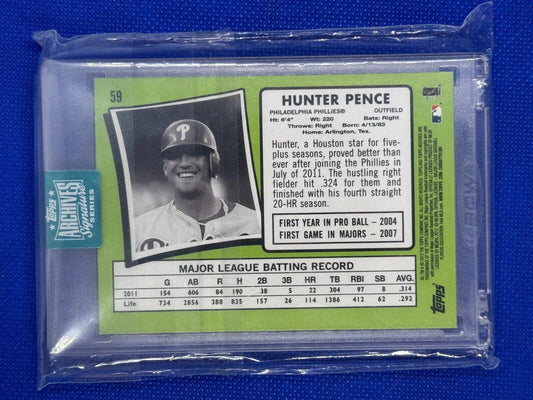 59
HUNTER PENCE
PHILADELPHIA PHILLIES® OUTFIELD
Ht: 6'4" Wt: 220 Bats: Right
Throws: Right Born: 4/13/83
Home: Arlington, Tex.
Hunter, a Houston star for five-
plus seasons, proved better than
ever after joining the Phillies in
July of 2011. The hustling right
fielder hit .324 for them and
finished with his fourth straight
20-HR season.
FIRST YEAR IN PRO BALL — 2004
FIRST GAME IN MAJORS — 2007
P
TOPPS
ARCHIVES
Signature
SERIES
MAJOR LEAGUE BATTING RECORD
G AB R H 2B 3B HR TR RBI SB AVG.
2011 154 606 84 190 38 5 22 304 97 8 .314
Life: 734 2856 388 835 157 26 114 1386 412 62 .292
Topps